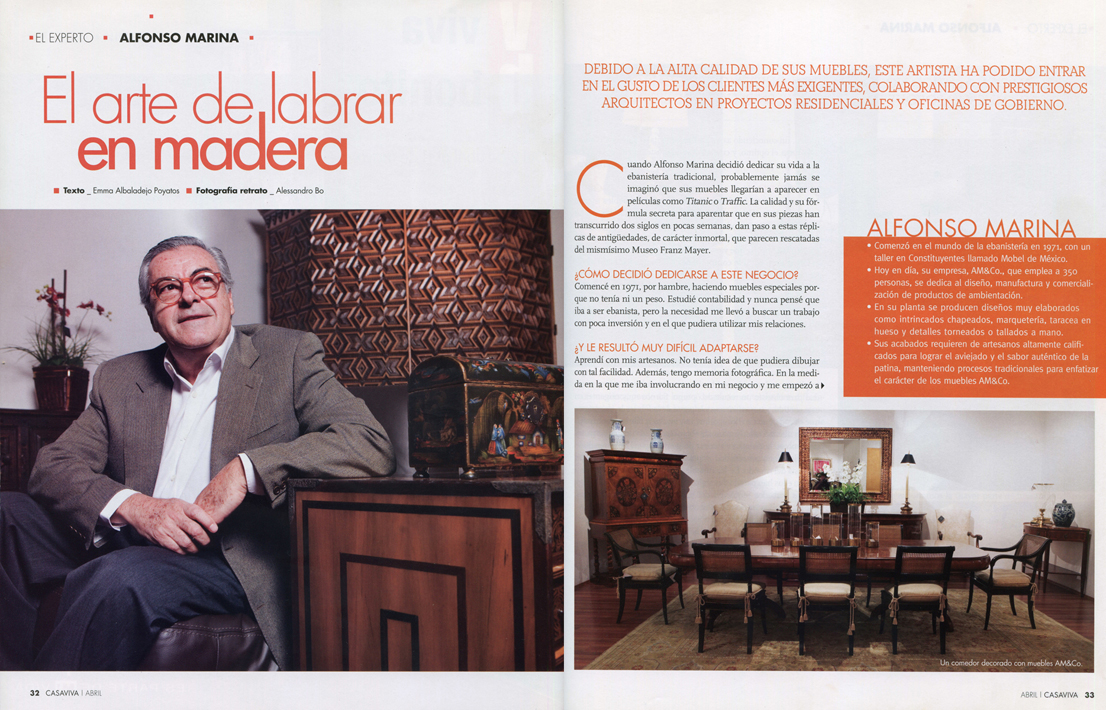 EL EXPERTO ALFONSO MARINA
El arte de labrar
en madera
Texto _ Emma Albaladejo Poyatos Fotografía retrato _ Alessandro Bo
32 CASAVIVA | ABRIL
DEBIDO A LA ALTA CALIDAD DE SUS MUEBLES, ESTE ARTISTA HA PODIDO ENTRAR
EN EL GUSTO DE LOS CLIENTES MÁS EXIGENTES, COLABORANDO CON PRESTIGIOSOS
ARQUITECTOS EN PROYECTOS RESIDENCIALES Y OFICINAS DE GOBIERNO.
Cuando Alfonso Marina decidió dedicar su vida a la
ebanistería tradicional, probablemente jamás se
imaginó que sus muebles llegarían a aparecer en
películas como Titanic o Traffic. La calidad y su fór-
mula secreta para aparentar que en sus piezas han
transcurrido dos siglos en pocas semanas, dan paso a estas répli-
cas de antigüedades, de carácter inmortal, que parecen rescatadas
del mismísimo Museo Franz Mayer.
¿CÓMO DECIDIÓ DEDICARSE A ESTE NEGOCIO?
Comencé en 1971, por hambre, haciendo muebles especiales por-
que no tenía ni un peso. Estudié contabilidad y nunca pensé que
iba a ser ebanista, pero la necesidad me llevó a buscar un trabajo
con poca inversión y en el que pudiera utilizar mis relaciones.
¿Y LE RESULTÓ MUY DIFÍCIL ADAPTARSE?
Aprendí con mis artesanos. No tenía idea de que pudiera dibujar
con tal facilidad. Además, tengo memoria fotográfica. En la medi-
da en la que me iba involucrando en mi negocio y me empezó a
ALFONSO MARINA
• Comenzó en el mundo de la ebanistería en 1971, con un
taller en Constituyentes llamado Mobel de México.
• Hoy en día, su empresa, AM&Co., que emplea a 350
personas, se dedica al diseño, manufactura y comerciali-
zación de productos de ambientación.
• En su planta se producen diseños muy elaborados
como intrincados chapeados, marquetería, taracea en
hueso y detalles torneados o tallados a mano.
• Sus acabados requieren de artesanos altamente califi-
cados para lograr el aviejado y el sabor auténtico de la
patina, manteniendo procesos tradicionales para enfatizar
el carácter de los muebles AM&Co.
Un comedor decorado con muebles AM&Co.
ABRIL | CASAVIVA 33